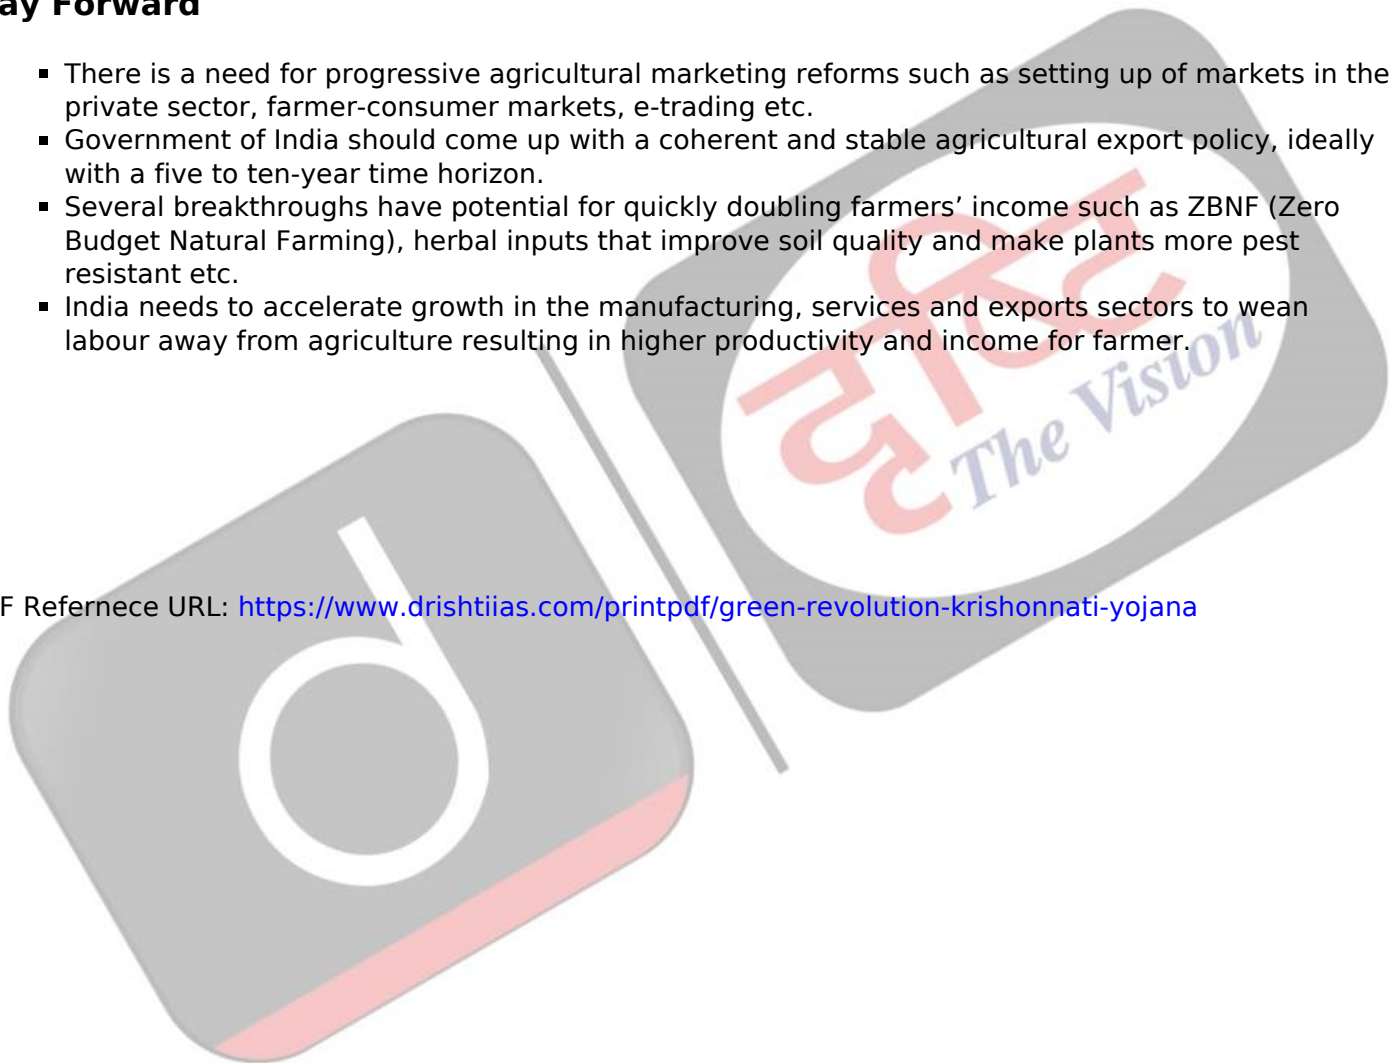 ay Forward
There is a need for progressive agricultural marketing reforms such as setting up of markets in the
private sector, farmer-consumer markets, e-trading etc.
Government of India should come up with a coherent and stable agricultural export policy, ideally
with a five to ten-year time horizon.
Several breakthroughs have potential for quickly doubling farmers’ income such as ZBNF (Zero
Budget Natural Farming), herbal inputs that improve soil quality and make plants more pest
resistant etc.
India needs to accelerate growth in the manufacturing, services and exports sectors to wean
labour away from agriculture resulting in higher productivity and income for farmer.
दृष्टि
The Vision
F Refernece URL: https://www.drishtiias.com/printpdf/green-revolution-krishonnati-yojana
d